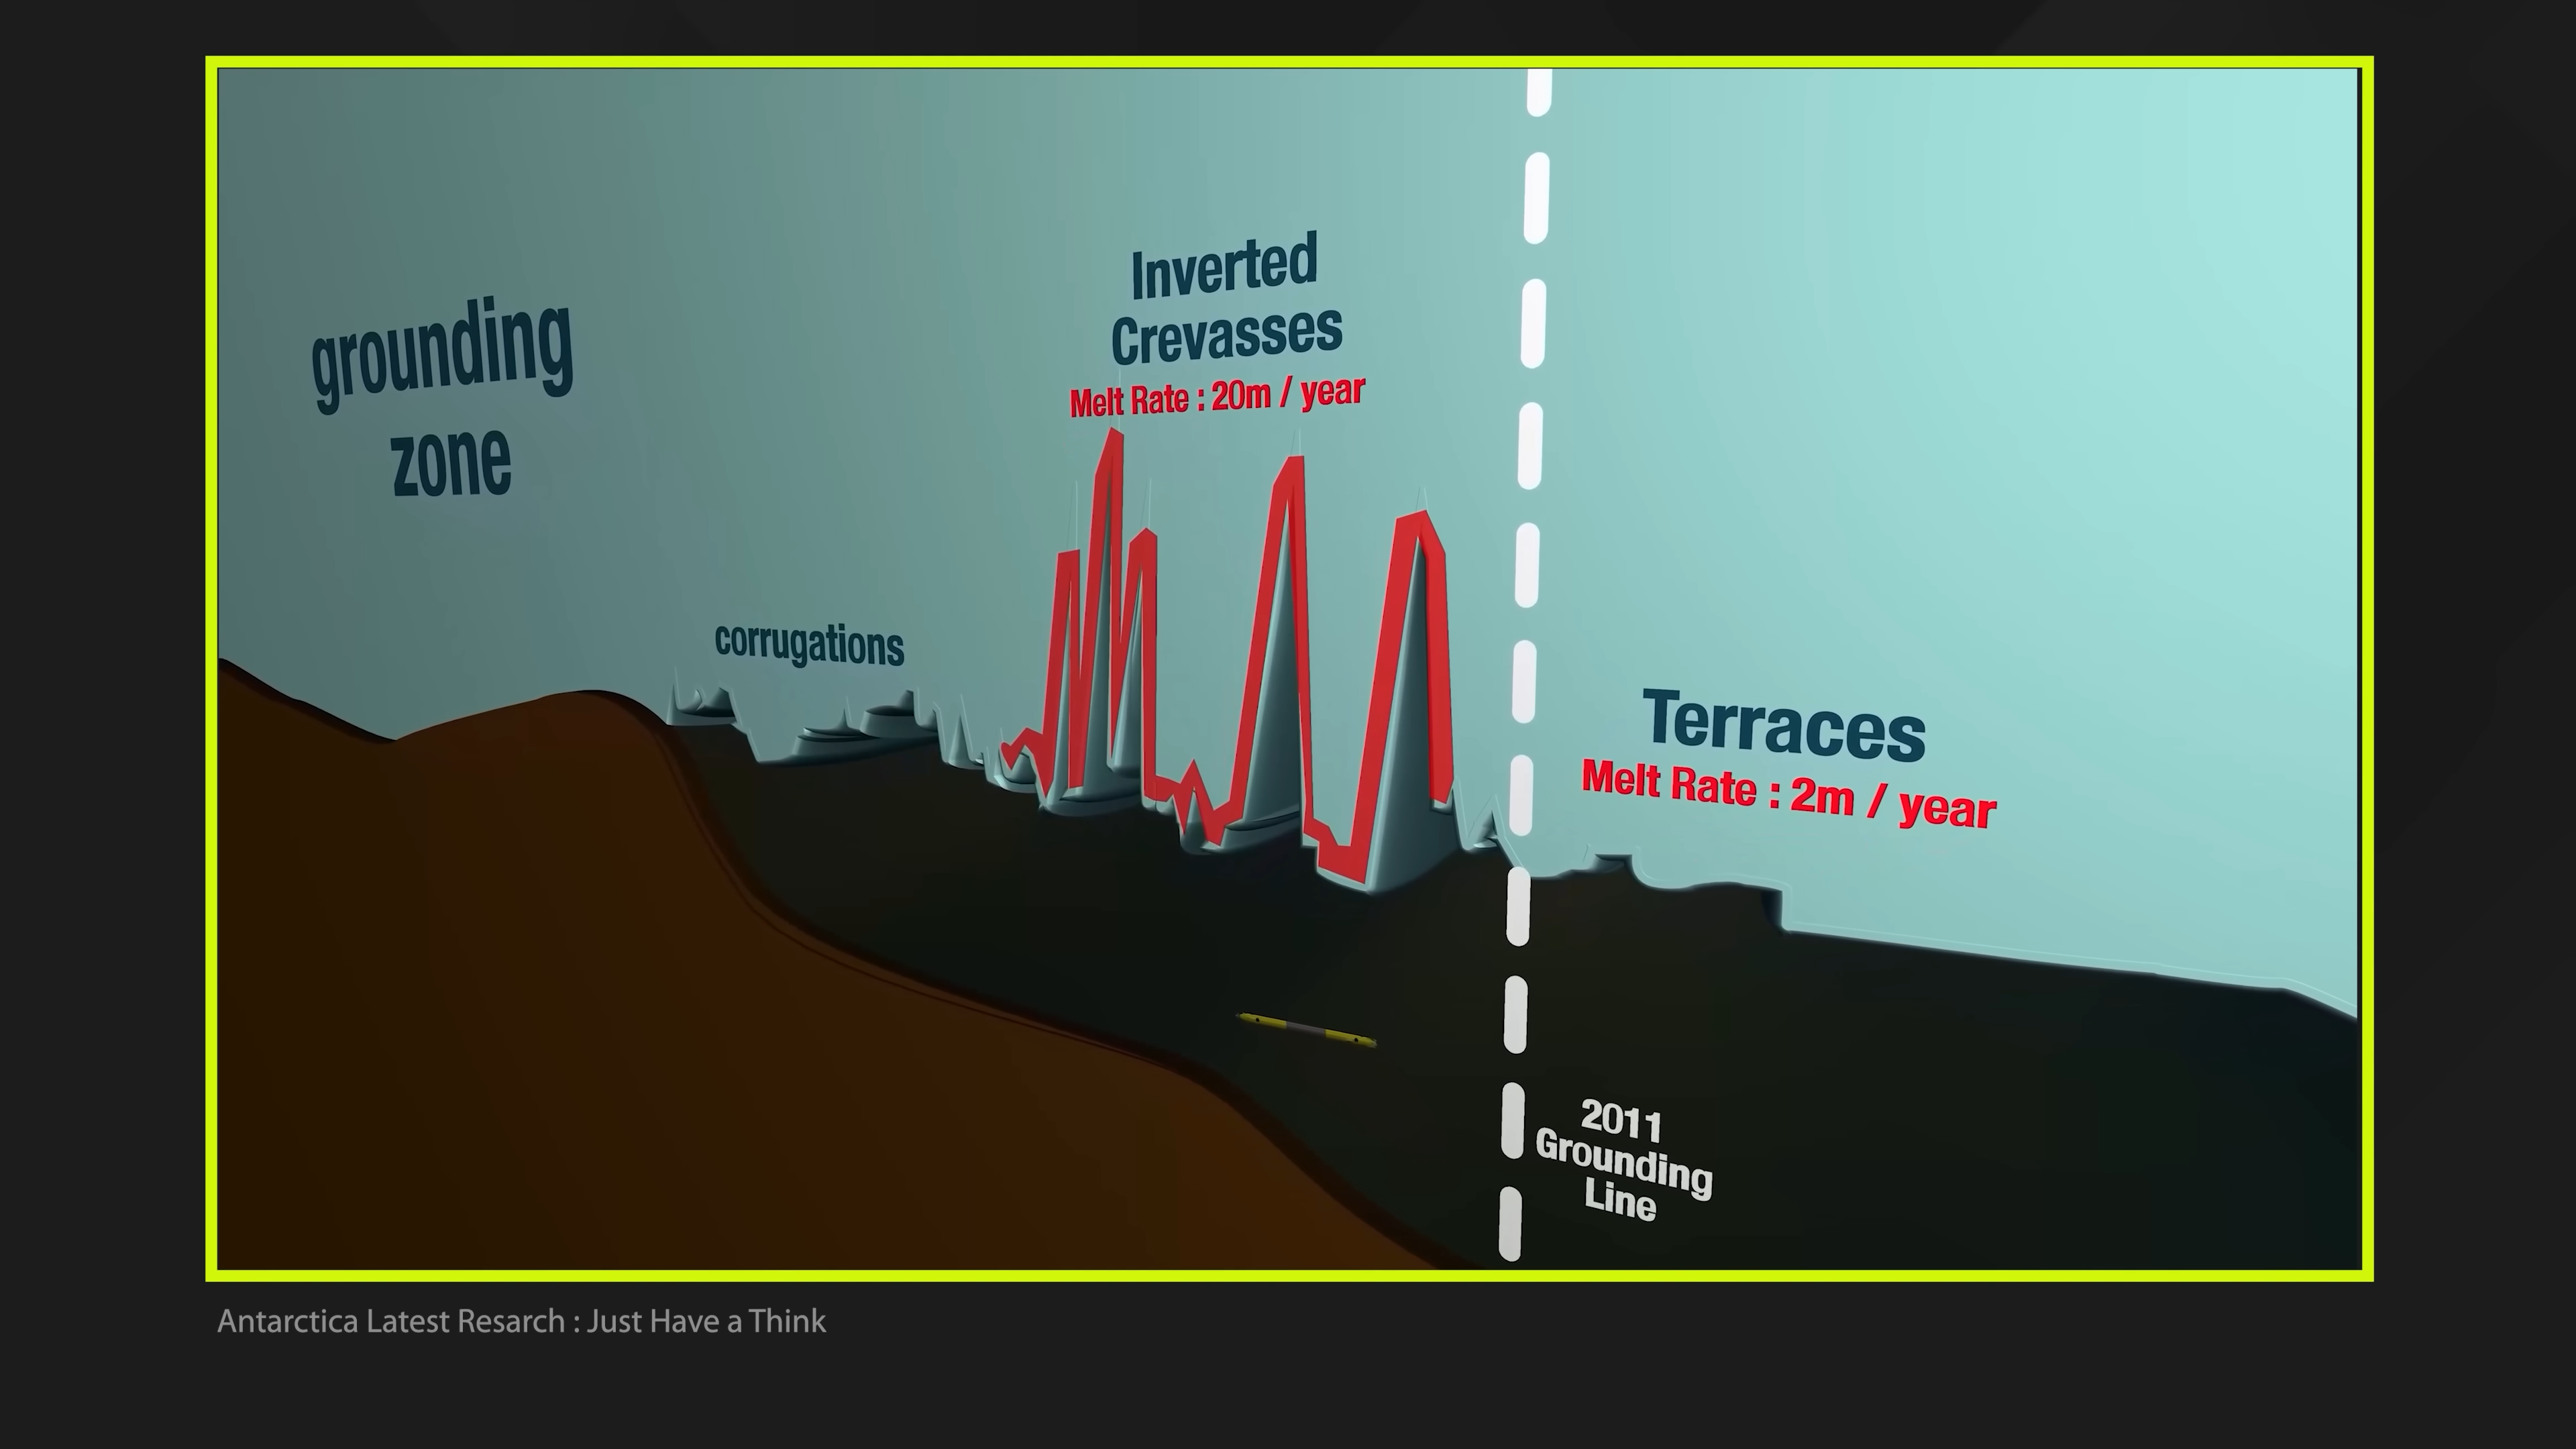 grounding
zone
corrugations
Inverted
Crevasses
Melt Rate : 20m / year
Terraces
Melt Rate : 2m / year
2011
Grounding
Line
Antarctica Latest Resarch : Just Have a Think